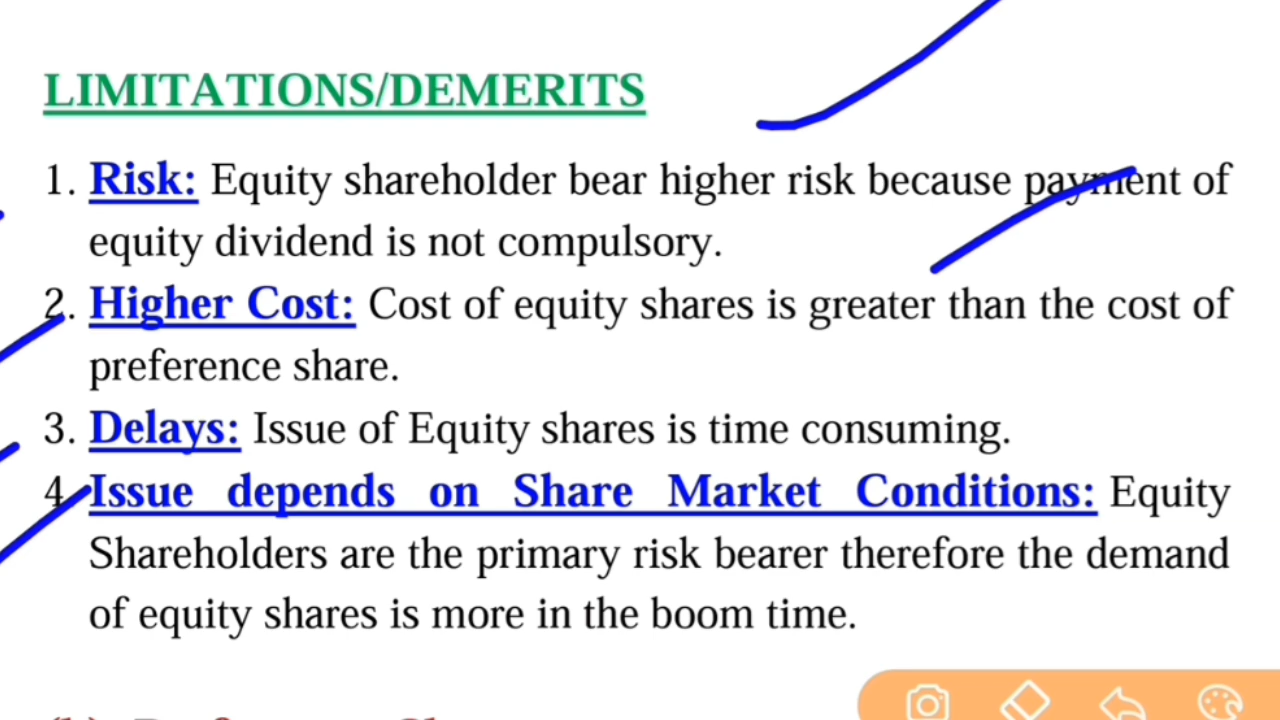 LIMITATIONS/DEMERITS
1. Risk: Equity shareholder bear higher risk because payment of
equity dividend is not compulsory.
2. Higher Cost: Cost of equity shares is greater than the cost of
preference share.
3. Delays: Issue of Equity shares is time consuming.
4. Issue depends on Share Market Conditions: Equity
Shareholders are the primary risk bearer therefore the demand
of equity shares is more in the boom time.